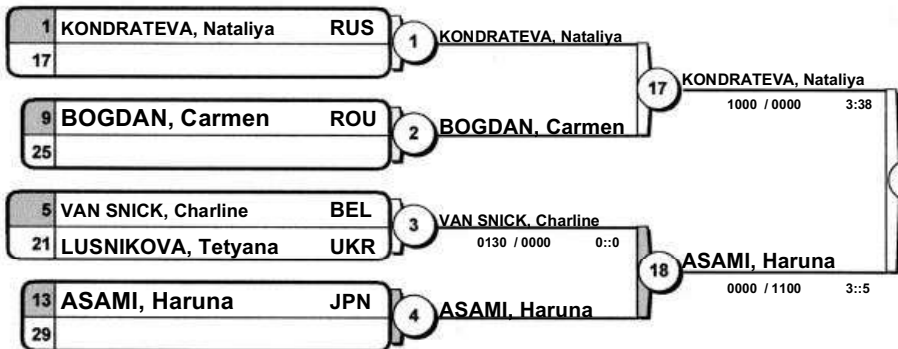 1 KONDRATEVA, Nataliya RUS
17
1 KONDRATEVA, Nataliya
9 BOGDAN, Carmen ROU
25
2 BOGDAN, Carmen
17 KONDRATEVA, Nataliya
1000 / 0000 3:38
5 VAN SNICK, Charline BEL
21 LUSNIKOVA, Tetyana UKR
3 VAN SNICK, Charline
0130 / 0000 0::0
13 ASAMI, Haruna JPN
29
4 ASAMI, Haruna
18 ASAMI, Haruna
0000 / 1100 3::5